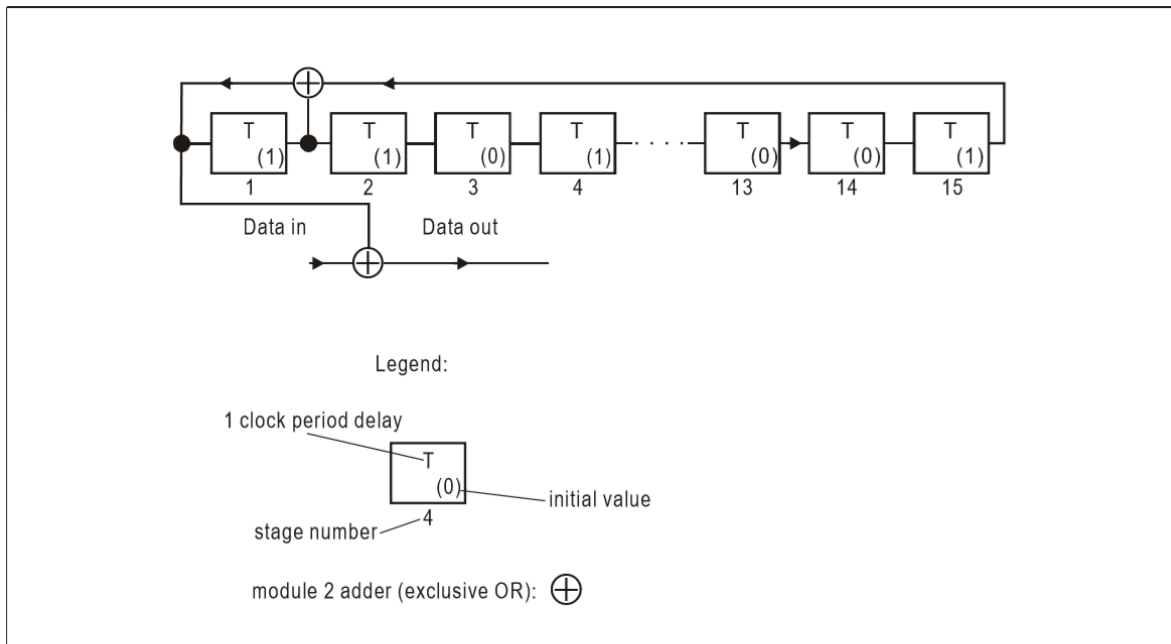 T T T T T T T
(1) (1) (0) (1) (0) (0) (1)
1 2 3 4 13 14 15
Data in Data out
Legend:
1 clock period delay
T
(0)
initial value
4
stage number
module 2 adder (exclusive OR):